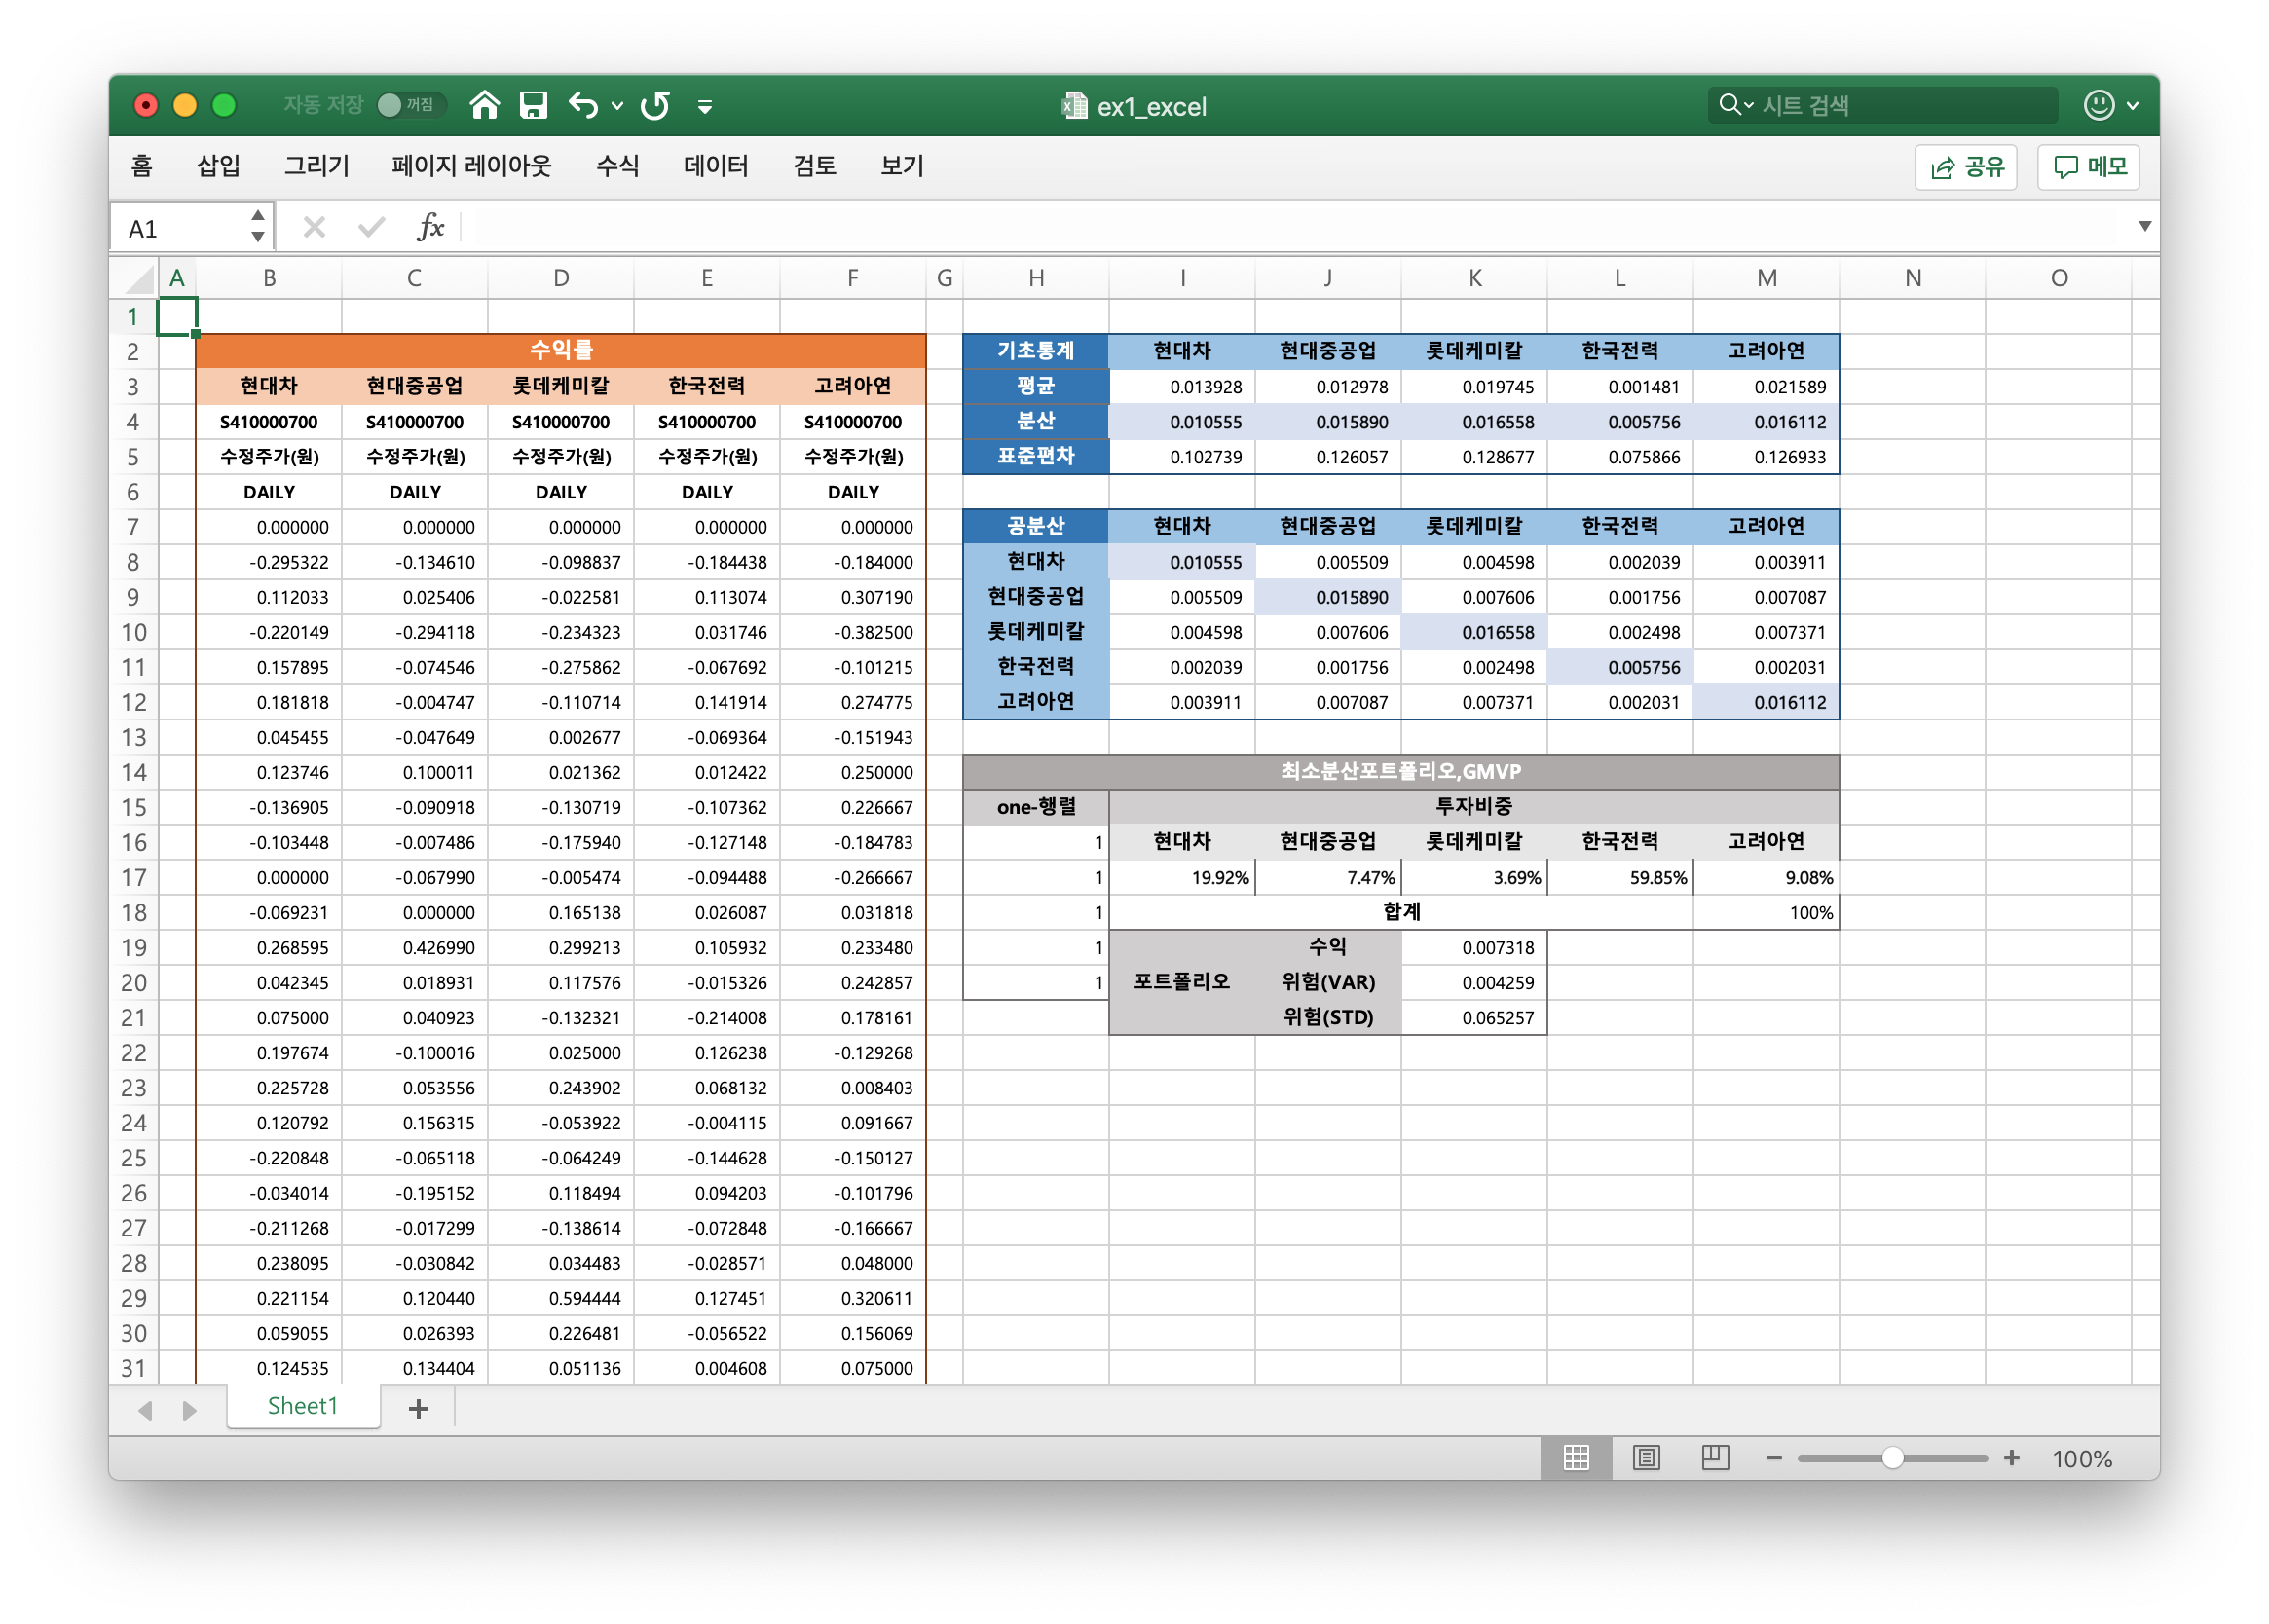 자동 저장 꺼짐 ex1_excel 시트 검색
홈 삽입 그리기 페이지 레이아웃 수식 데이터 검토 보기 공유 메모
A1 fx
A B C D E F G H I J K L M N O
1
2 수익률 기초통계 현대차 현대중공업 롯데케미칼 한국전력 고려아연
3 현대차 현대중공업 롯데케미칼 한국전력 고려아연 평균 0.013928 0.012978 0.019745 0.001481 0.021589
4 S410000700 S410000700 S410000700 S410000700 S410000700 분산 0.010555 0.015890 0.016558 0.005756 0.016112
5 수정주가(원) 수정주가(원) 수정주가(원) 수정주가(원) 수정주가(원) 표준편차 0.102739 0.126057 0.128677 0.075866 0.126933
6 DAILY DAILY DAILY DAILY DAILY
7 0.000000 0.000000 0.000000 0.000000 0.000000 공분산 현대차 현대중공업 롯데케미칼 한국전력 고려아연
8 -0.295322 -0.134610 -0.098837 -0.184438 -0.184000 현대차 0.010555 0.005509 0.004598 0.002039 0.003911
9 0.112033 0.025406 -0.022581 0.113074 0.307190 현대중공업 0.005509 0.015890 0.007606 0.001756 0.007087
10 -0.220149 -0.294118 -0.234323 0.031746 -0.382500 롯데케미칼 0.004598 0.007606 0.016558 0.002498 0.007371
11 0.157895 -0.074546 -0.275862 -0.067692 -0.101215 한국전력 0.002039 0.001756 0.002498 0.005756 0.002031
12 0.181818 -0.004747 -0.110714 0.141914 0.274775 고려아연 0.003911 0.007087 0.007371 0.002031 0.016112
13 0.045455 -0.047649 0.002677 -0.069364 -0.151943
14 0.123746 0.100011 0.021362 0.012422 0.250000 최소분산포트폴리오,GMVP
15 -0.136905 -0.090918 -0.130719 -0.107362 0.226667 one-행렬 투자비중
16 -0.103448 -0.007486 -0.175940 -0.127148 -0.184783 1 현대차 현대중공업 롯데케미칼 한국전력 고려아연
17 0.000000 -0.067990 -0.005474 -0.094488 -0.266667 1 19.92% 7.47% 3.69% 59.85% 9.08%
18 -0.069231 0.000000 0.165138 0.026087 0.031818 1 합계 100%
19 0.268595 0.426990 0.299213 0.105932 0.233480 1 수익 0.007318
20 0.042345 0.018931 0.117576 -0.015326 0.242857 1 포트폴리오 위험(VAR) 0.004259
21 0.075000 0.040923 -0.132321 -0.214008 0.178161 위험(STD) 0.065257
22 0.197674 -0.100016 0.025000 0.126238 -0.129268
23 0.225728 0.053556 0.243902 0.068132 0.008403
24 0.120792 0.156315 -0.053922 -0.004115 0.091667
25 -0.220848 -0.065118 -0.064249 -0.144628 -0.150127
26 -0.034014 -0.195152 0.118494 0.094203 -0.101796
27 -0.211268 -0.017299 -0.138614 -0.072848 -0.166667
28 0.238095 -0.030842 0.034483 -0.028571 0.048000
29 0.221154 0.120440 0.594444 0.127451 0.320611
30 0.059055 0.026393 0.226481 -0.056522 0.156069
31 0.124535 0.134404 0.051136 0.004608 0.075000
Sheet1 +
100%